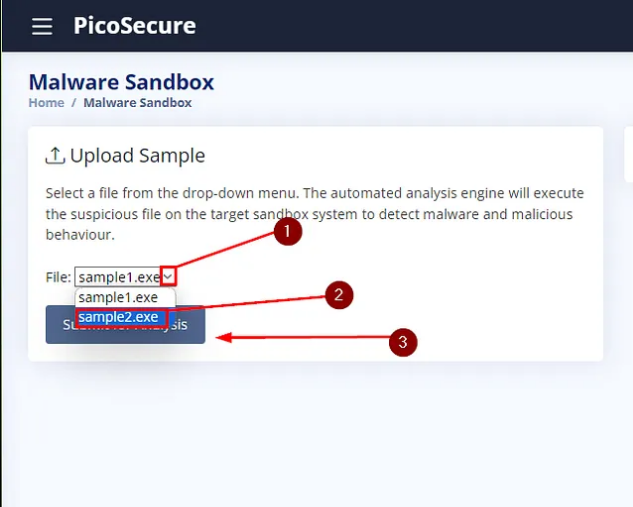 PicoSecure
Malware Sandbox
Home / Malware Sandbox
Upload Sample
Select a file from the drop-down menu. The automated analysis engine will execute
the suspicious file on the target sandbox system to detect malware and malicious
behaviour.
1
File: sample1.exe
sample1.exe
2
sample2.exe
Submit for Analysis
3